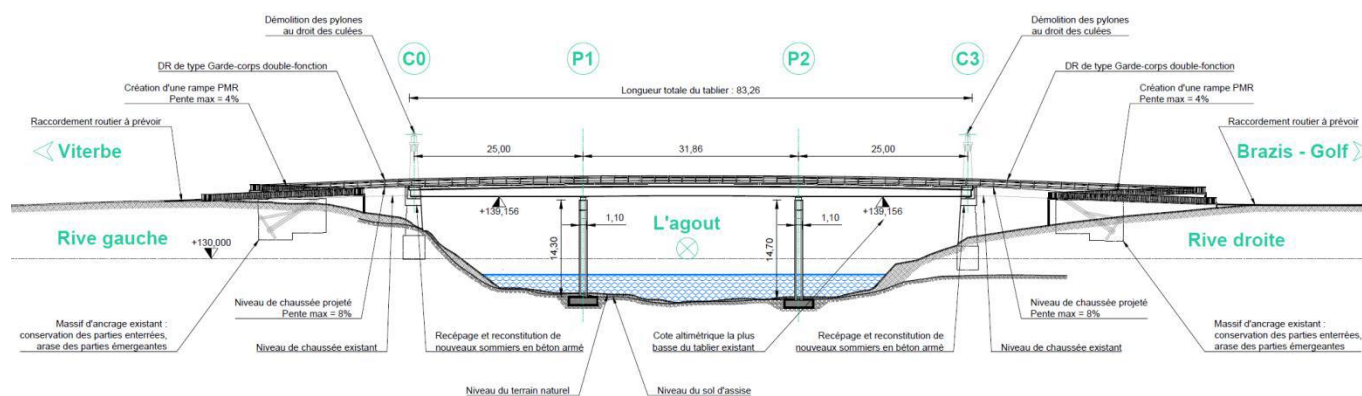 Démolition des pylones
au droit des culées
Démolition des pylones
au droit des culées
C0
P1
P2
C3
DR de type Garde-corps double-fonction
DR de type Garde-corps double-fonction
Longueur totale du tablier : 83,26
Création d'une rampe PMR
Pente max = 4%
Création d'une rampe PMR
Pente max = 4%
Raccordement routier à prévoir
Raccordement routier à prévoir
Viterbe
Brazis - Golf
25,00
31,86
25,00
+139,156
+139,156
1,10
1,10
14,30
14,70
L'agout
Rive gauche
Rive droite
+130,000
Niveau de chaussée projeté
Pente max = 8%
Niveau de chaussée projeté
Pente max = 8%
Massif d'ancrage existant :
conservation des parties enterrées,
arase des parties émergeantes
Massif d'ancrage existant :
conservation des parties enterrées,
arase des parties émergeantes
Niveau de chaussée existant
Recépage et reconstitution de
nouveaux sommiers en béton armé
Cote altimétrique la plus
basse du tablier existant
Recépage et reconstitution de
nouveaux sommiers en béton armé
Niveau de chaussée existant
Niveau du terrain naturel
Niveau du sol d'assise